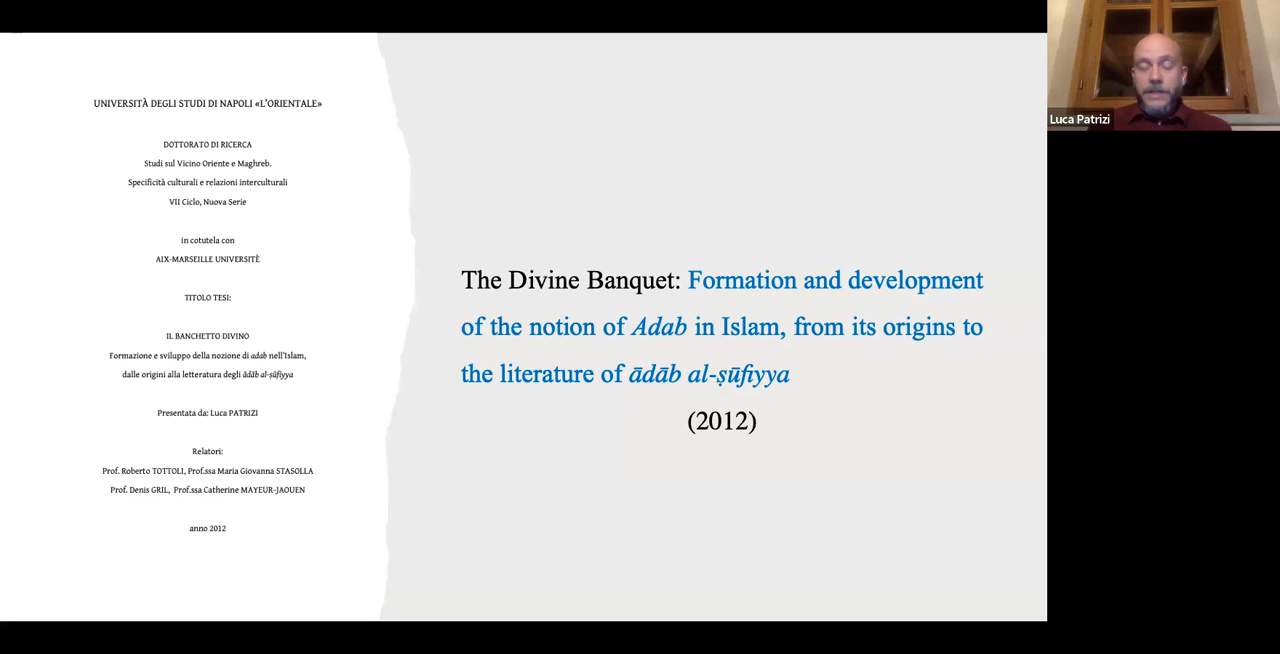 UNIVERSITÀ DEGLI STUDI DI NAPOLI «L'ORIENTALE»
DOTTORATO DI RICERCA
Studi sul Vicino Oriente e Maghreb.
Specificità culturali e relazioni interculturali
VII Ciclo, Nuova Serie
in cotutela con
AIX-MARSEILLE UNIVERSITÈ
TITOLO TESI:
IL BANCHETTO DIVINO
Formazione e sviluppo della nozione di adab nell'Islam,
dalle origini alla letteratura degli ādāb al-ṣūfiyya
Presentata da: Luca PATRIZI
Relatori:
Prof. Roberto TOTTOLI, Prof.ssa Maria Giovanna STASOLLA
Prof. Denis GRIL, Prof.ssa Catherine MAYEUR-JAOUEN
anno 2012
The Divine Banquet: Formation and development
of the notion of Adab in Islam, from its origins to
the literature of ādāb al-ṣūfiyya
(2012)
Luca Patrizi